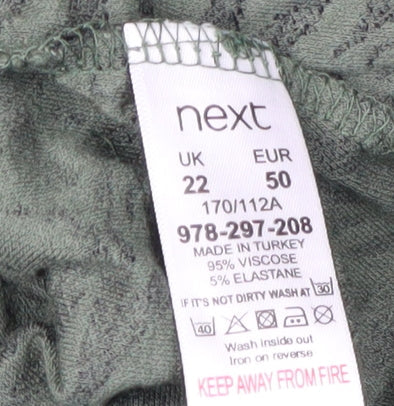 next
UK EUR
22 50
170/112A
978-297-208
MADE IN TURKEY
95% VISCOSE
5% ELASTANE
IF IT'S NOT DIRTY WASH AT 30
40
Wash inside out
Iron on reverse
KEEP AWAY FROM FIRE